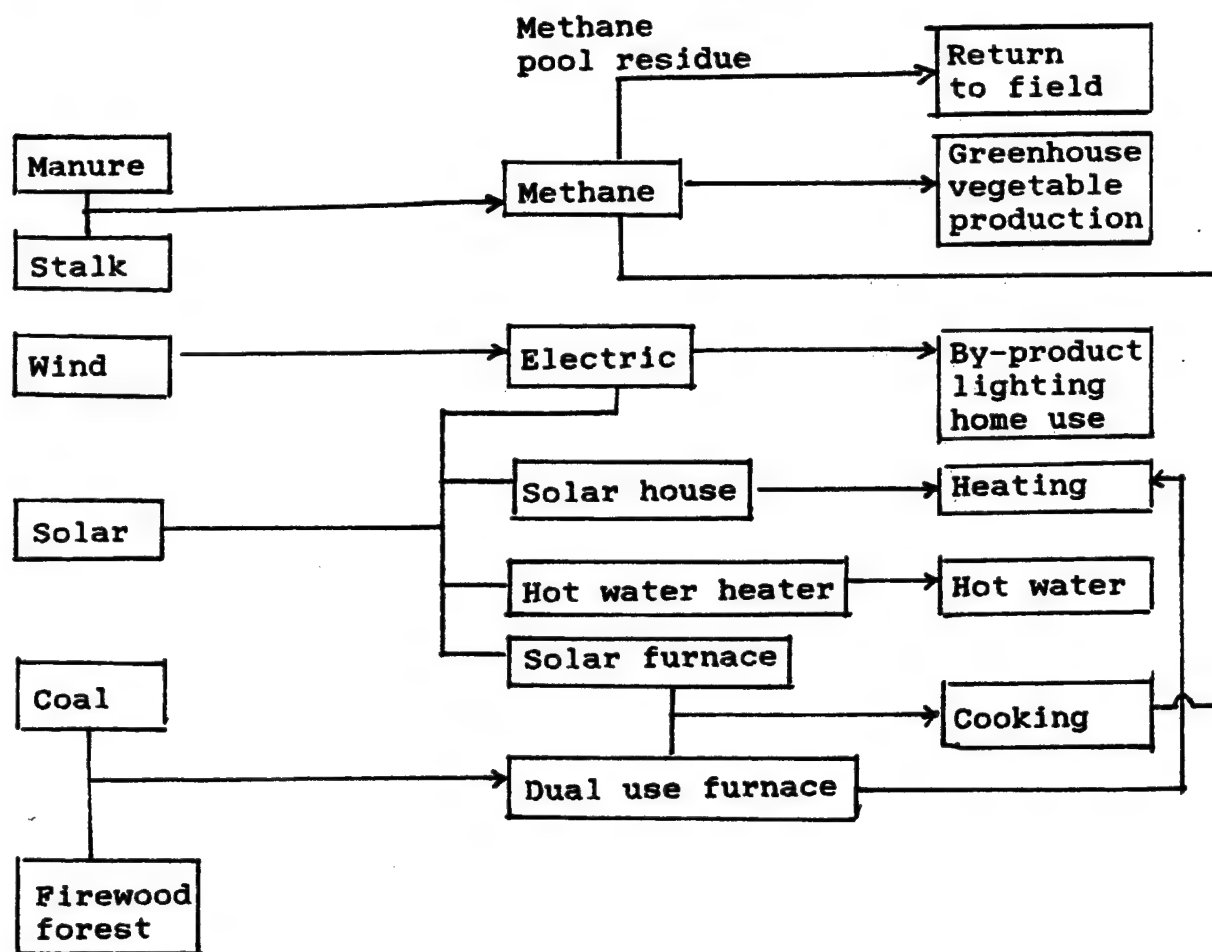 Methane
pool residue
Return
to field
Manure
Methane
Greenhouse
vegetable
production
Stalk
Wind
Electric
By-product
lighting
home use
Solar house
Heating
Solar
Hot water heater
Hot water
Solar furnace
Coal
Cooking
Dual use furnace
Firewood
forest